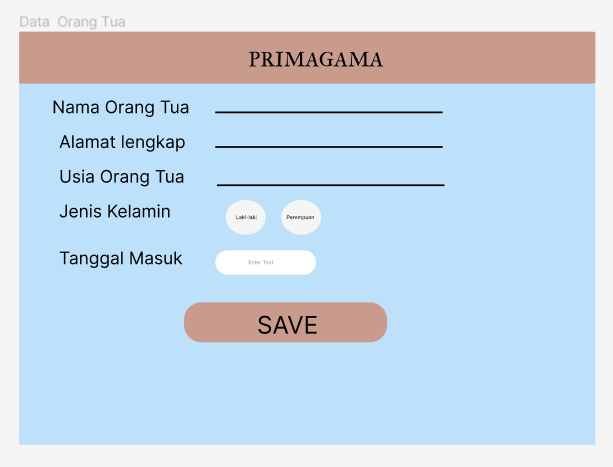 Data Orang Tua
PRIMAGAMA
Nama Orang Tua
Alamat lengkap
Usia Orang Tua
Jenis Kelamin
Laki-laki
Perempuan
Tanggal Masuk
Enter Text
SAVE